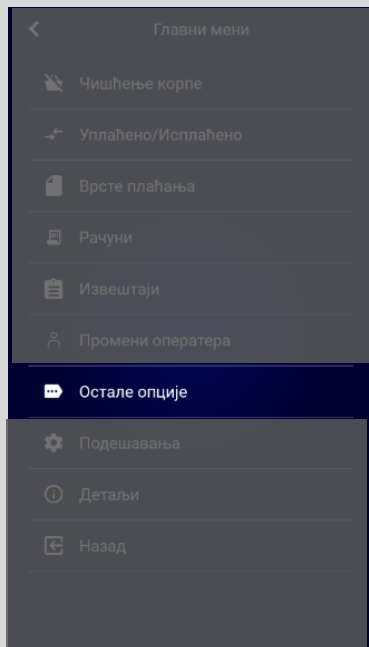 Главни мени
Чишћење корпе
Уплаћено/Исплаћено
Врсте плаћања
Рачуни
Извештаји
Промени оператера
Остале опције
Подешавања
Детаљи
Назад